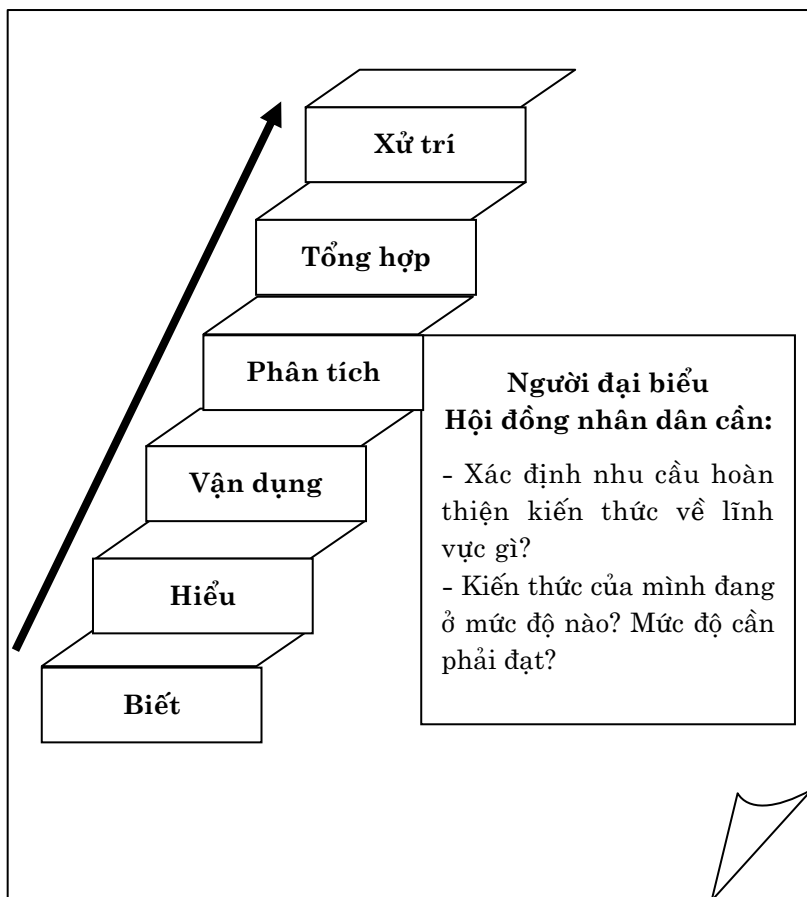 Xử trí
Tổng hợp
Phân tích
Vận dụng
Hiểu
Biết
Người đại biểu
Hội đồng nhân dân cần:
- Xác định nhu cầu hoàn
thiện kiến thức về lĩnh
vực gì?
- Kiến thức của mình đang
ở mức độ nào? Mức độ cần
phải đạt?